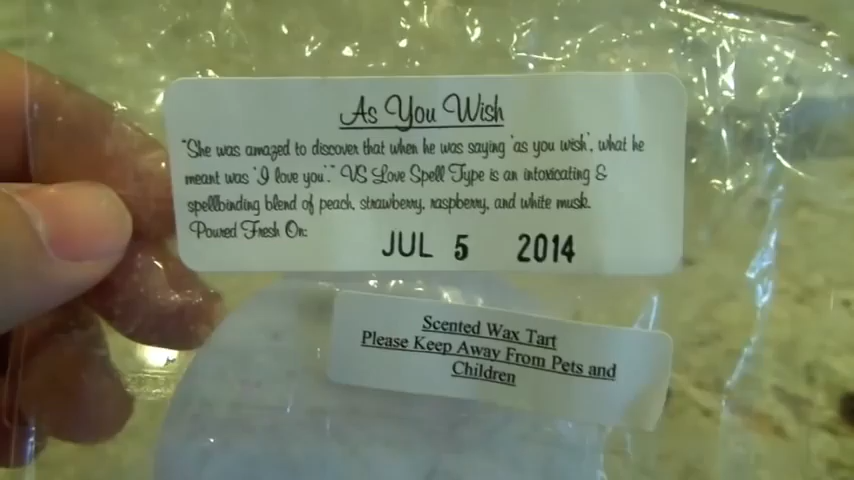 As You Wish
"She was amazed to discover that when he was saying 'as you wish', what he
meant was 'I love you'." VS Love Spell Type is an intoxicating &
spellbinding blend of peach, strawberry, raspberry, and white musk.
Poured Fresh On:
JUL 5 2014
Scented Wax Tart
Please Keep Away From Pets and
Children